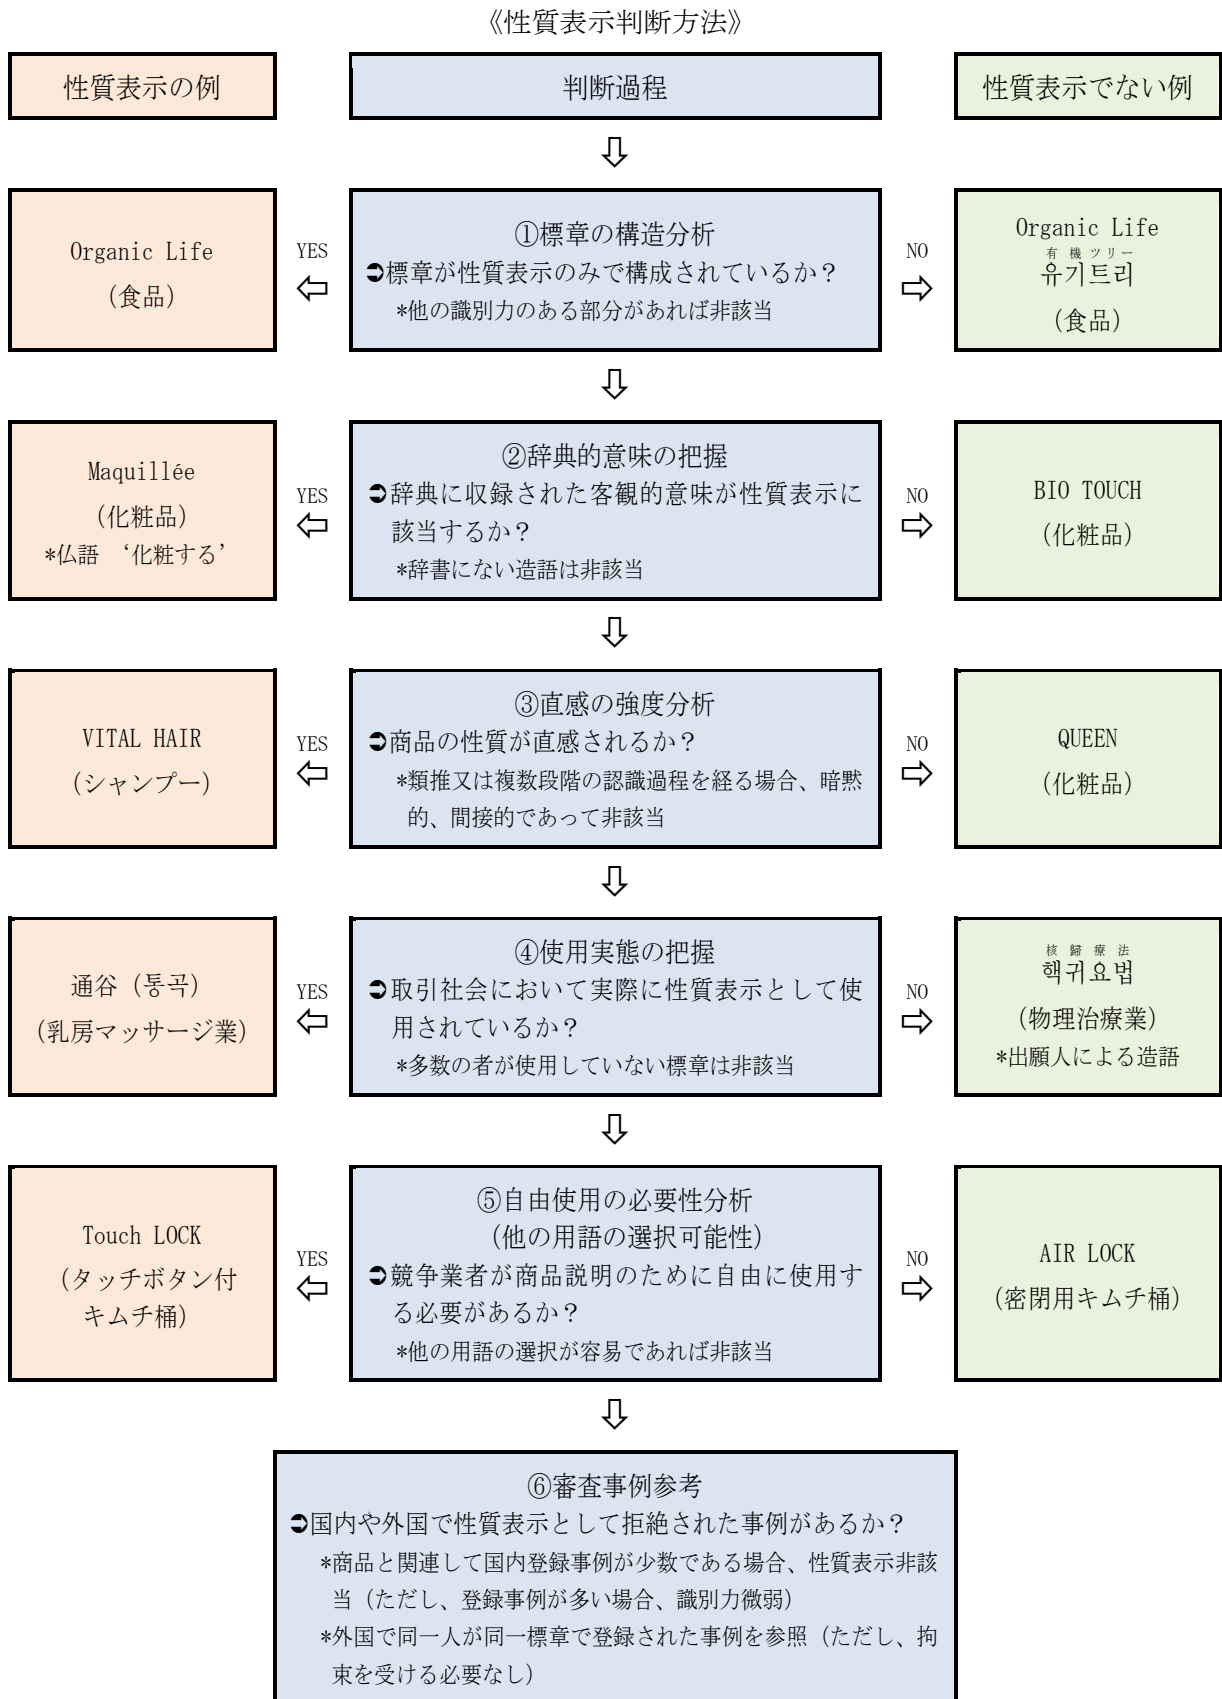 《性質表示判断方法》
性質表示の例
判断過程
性質表示でない例
⇩
Organic Life
（食品）
YES
⇦
①標章の構造分析
➲標章が性質表示のみで構成されているか？
*他の識別力のある部分があれば非該当
NO
⇨
Organic Life
有機ツリー
유기트리
（食品）
⇩
Maquillée
（化粧品）
*仏語 ‘化粧する’
YES
⇦
②辞典的意味の把握
➲辞典に収録された客観的意味が性質表示に
該当するか？
*辞書にない造語は非該当
NO
⇨
BIO TOUCH
（化粧品）
⇩
VITAL HAIR
（シャンプー）
YES
⇦
③直感の強度分析
➲商品の性質が直感されるか？
*類推又は複数段階の認識過程を経る場合、暗黙
的、間接的であって非該当
NO
⇨
QUEEN
（化粧品）
⇩
通谷（통곡）
（乳房マッサージ業）
YES
⇦
④使用実態の把握
➲取引社会において実際に性質表示として使
用されているか？
*多数の者が使用していない標章は非該当
NO
⇨
核歸療法
핵귀요법
（物理治療業）
*出願人による造語
⇩
Touch LOCK
（タッチボタン付
キムチ桶）
YES
⇦
⑤自由使用の必要性分析
（他の用語の選択可能性）
➲競争業者が商品説明のために自由に使用す
る必要があるか？
*他の用語の選択が容易であれば非該当
NO
⇨
AIR LOCK
（密閉用キムチ桶）
⇩
⑥審査事例参考
➲国内や外国で性質表示として拒絶された事例があるか？
*商品と関連して国内登録事例が少数である場合、性質表示非該
当（ただし、登録事例が多い場合、識別力微弱）
*外国で同一人が同一標章で登録された事例を参照（ただし、拘
束を受ける必要なし）